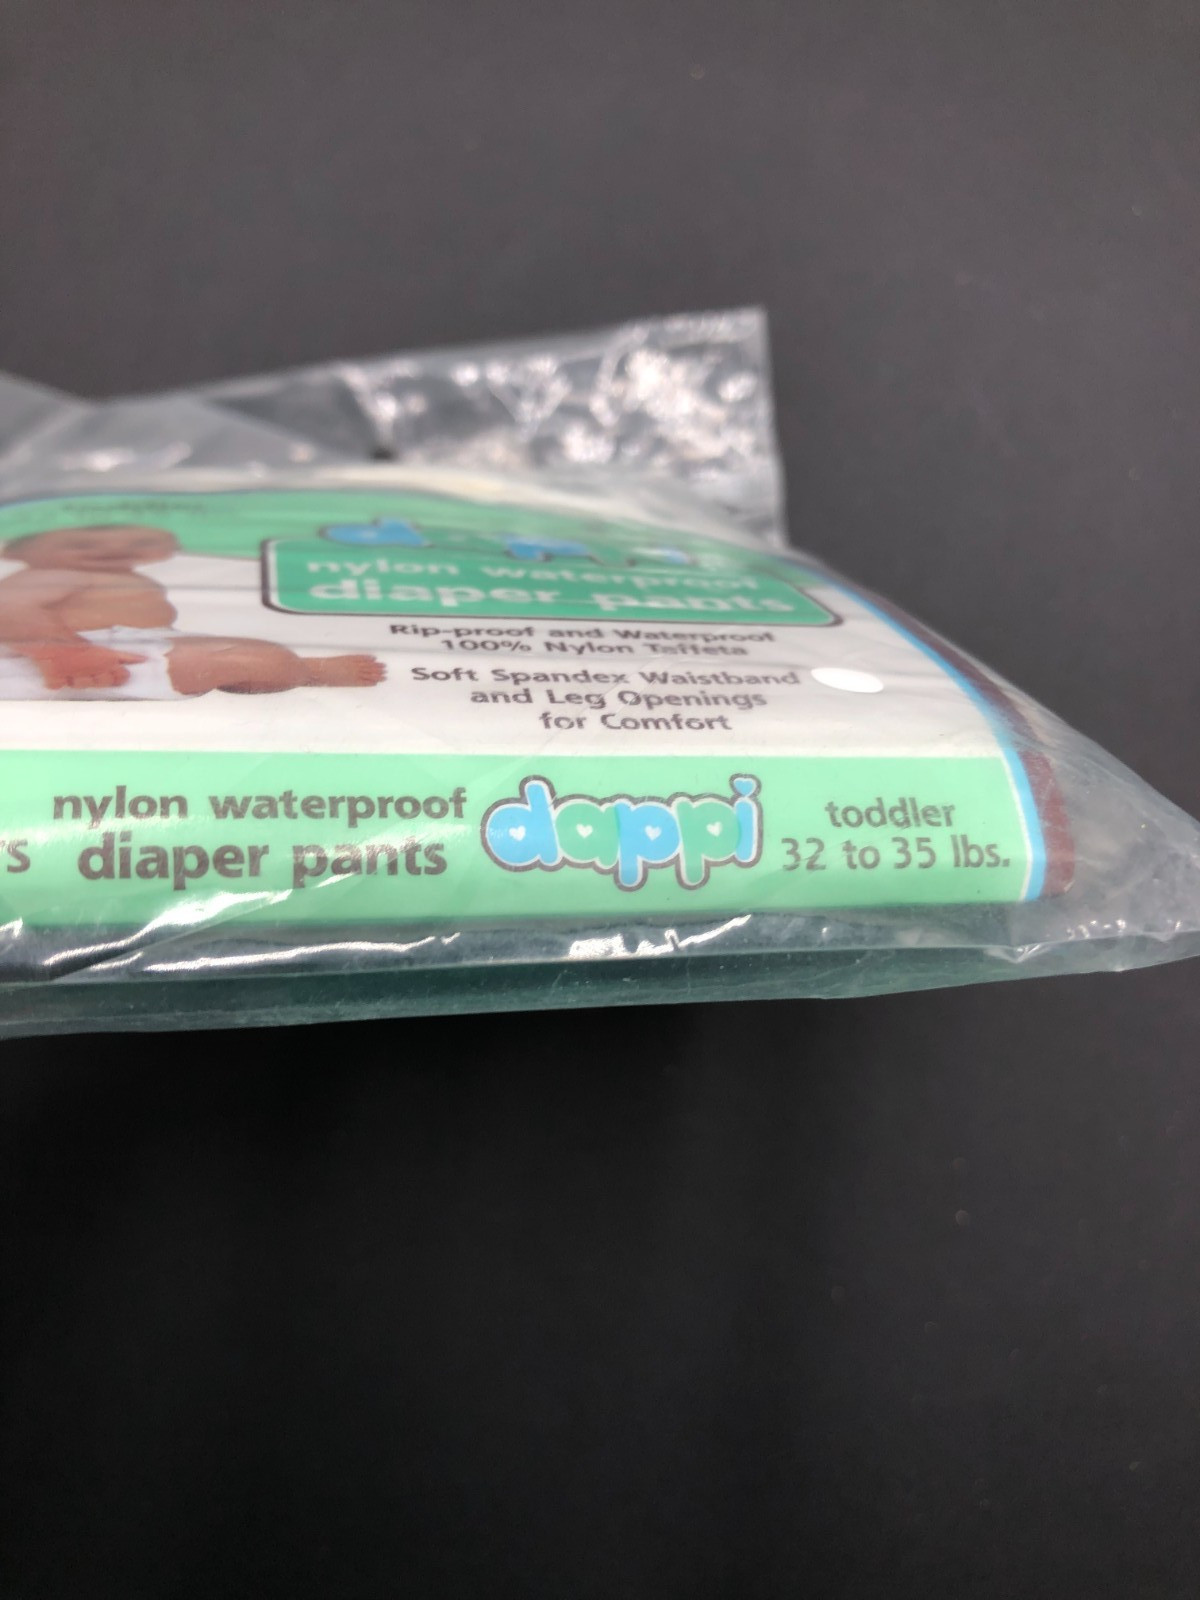 dappi
nylon waterproof
diaper pants
Rip-proof and Waterproof
100% Nylon Taffeta
Soft Spandex Waistband
and Leg Openings
for Comfort
nylon waterproof
's diaper pants
dappi
toddler
32 to 35 lbs.